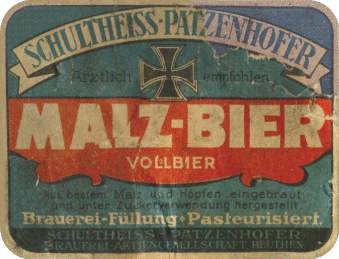 SCHULTHEISS-PATZENHOFER
Ärztlich empfohlen
MALZ-BIER
VOLLBIER
Aus bestem Malz und Hopfen eingebraut
und unter Zuckerverwendung hergestellt.
Brauerei-Füllung · Pasteurisiert.
SCHULTHEISS-PATZENHOFER
BRAUEREI-AKTIENGESELLSCHAFT BEUTHEN